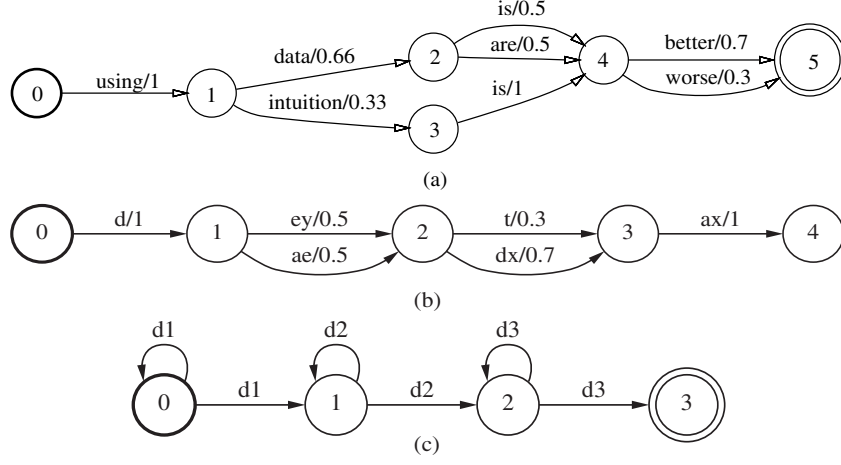 is/0.5
data/0.66 are/0.5 better/0.7
0 using/1 1 2 4 5
intuition/0.33 is/1 worse/0.3
3
(a)
ey/0.5 t/0.3
0 d/1 1 2 3 ax/1 4
ae/0.5 dx/0.7
(b)
d1 d2 d3
0 d1 1 d2 2 d3 3
(c)